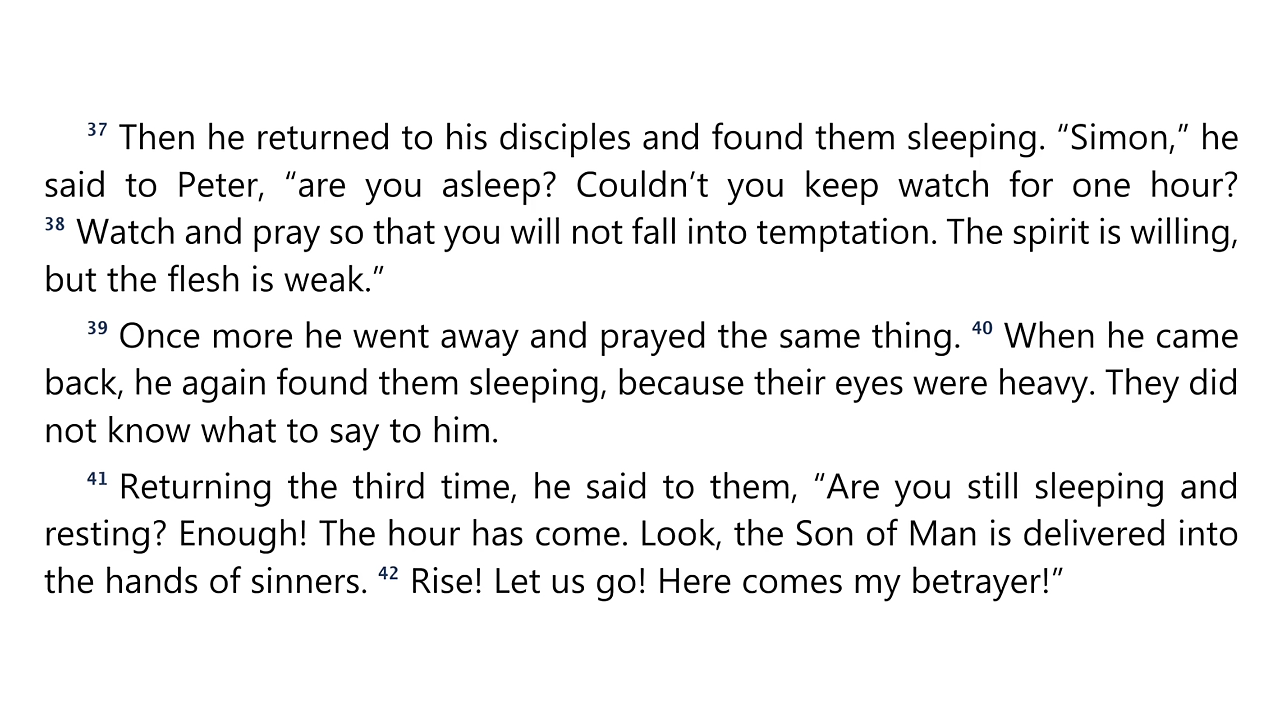 37 Then he returned to his disciples and found them sleeping. “Simon,” he
said to Peter, “are you asleep? Couldn’t you keep watch for one hour?
38 Watch and pray so that you will not fall into temptation. The spirit is willing,
but the flesh is weak.”
39 Once more he went away and prayed the same thing. 40 When he came
back, he again found them sleeping, because their eyes were heavy. They did
not know what to say to him.
41 Returning the third time, he said to them, “Are you still sleeping and
resting? Enough! The hour has come. Look, the Son of Man is delivered into
the hands of sinners. 42 Rise! Let us go! Here comes my betrayer!”